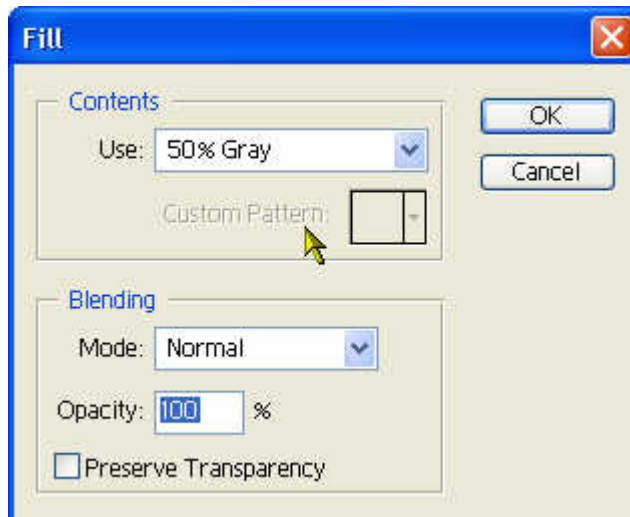 Fill
Contents
OK
Use: 50% Gray
Cancel
Custom Pattern:
Blending
Mode: Normal
Opacity: 100 %
Preserve Transparency